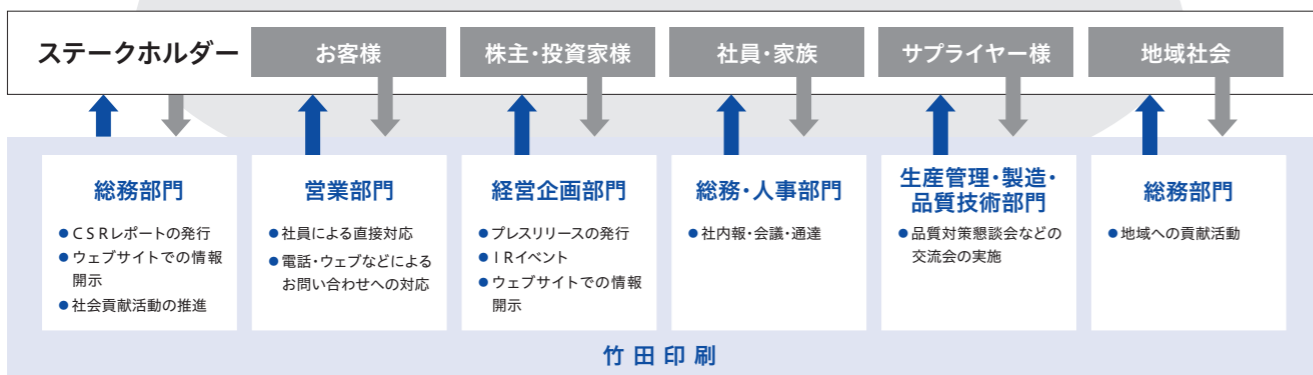 ステークホルダー
お客様
株主・投資家様
社員・家族
サプライヤー様
地域社会
総務部門
●CSRレポートの発行
●ウェブサイトでの情報
開示
●社会貢献活動の推進
営業部門
●社員による直接対応
●電話・ウェブなどによる
お問い合わせへの対応
経営企画部門
●プレスリリースの発行
●IRイベント
●ウェブサイトでの情報
開示
総務・人事部門
●社内報・会議・通達
生産管理・製造・
品質技術部門
●品質対策懇談会などの
交流会の実施
総務部門
●地域への貢献活動
竹田印刷